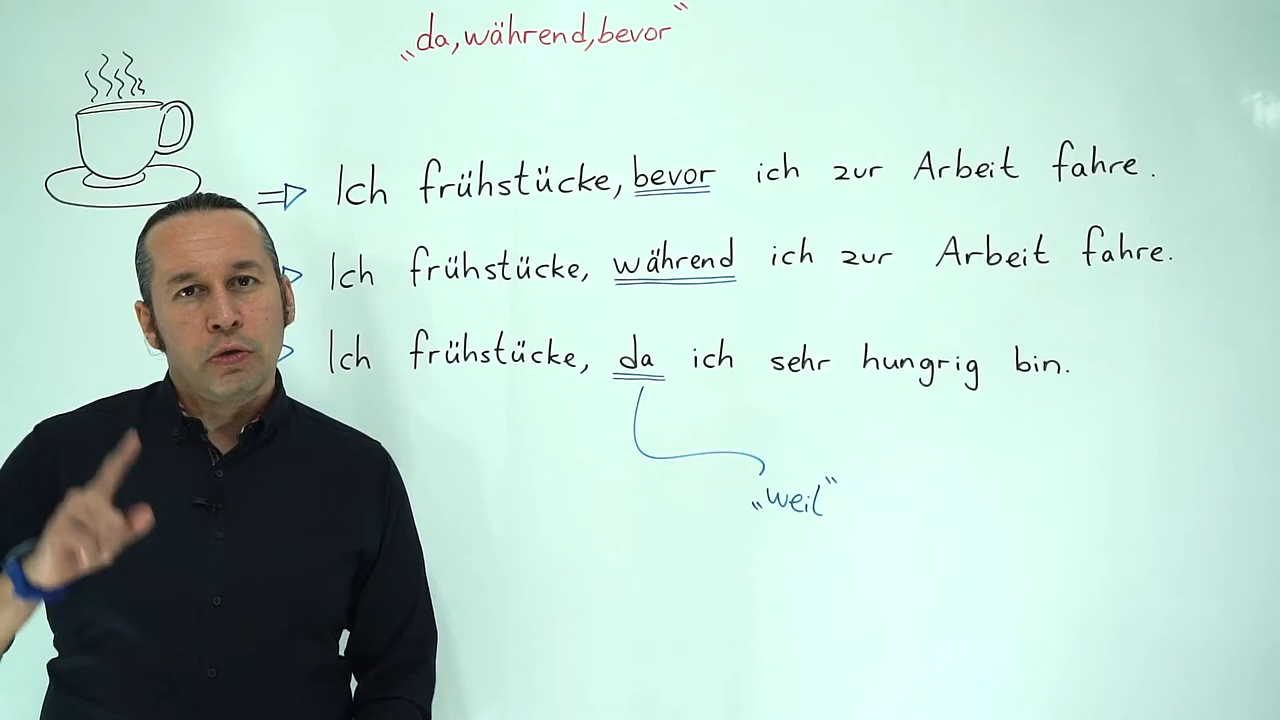 „da, während, bevor"
Ich frühstücke, bevor ich zur Arbeit fahre.
Ich frühstücke, während ich zur Arbeit fahre.
Ich frühstücke, da ich sehr hungrig bin.
„weil"